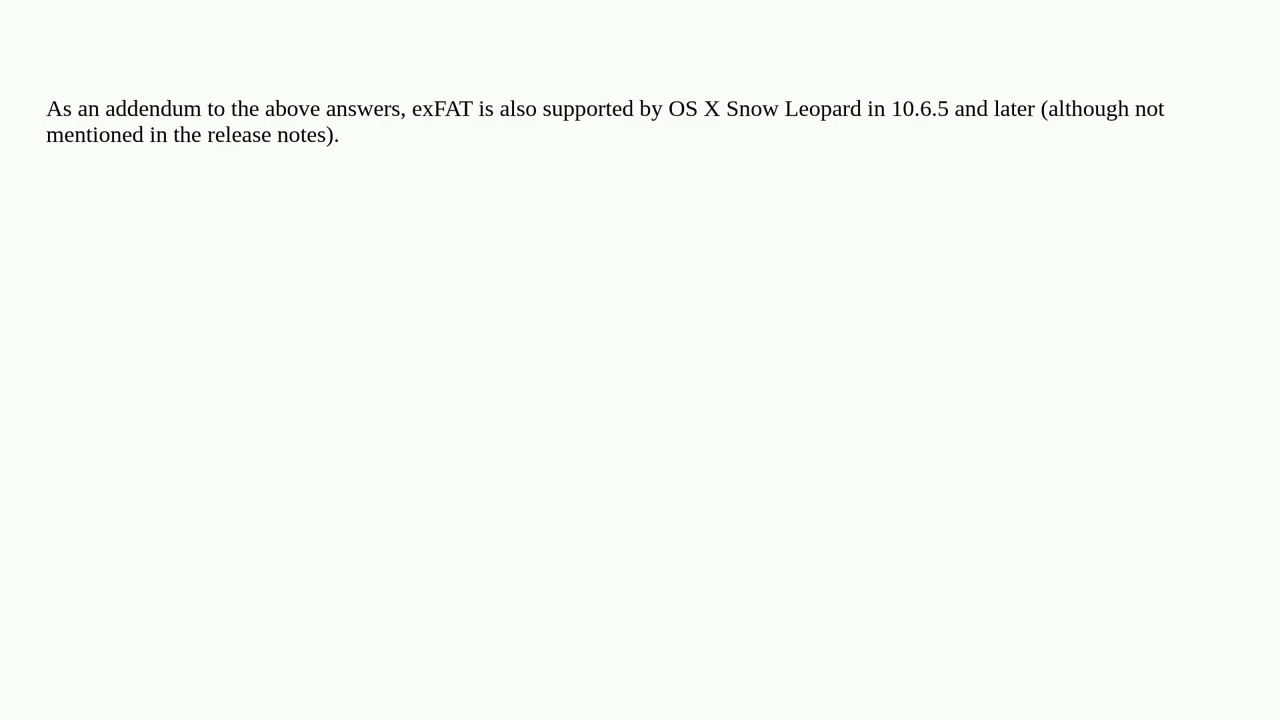 As an addendum to the above answers, exFAT is also supported by OS X Snow Leopard in 10.6.5 and later (although not
mentioned in the release notes).